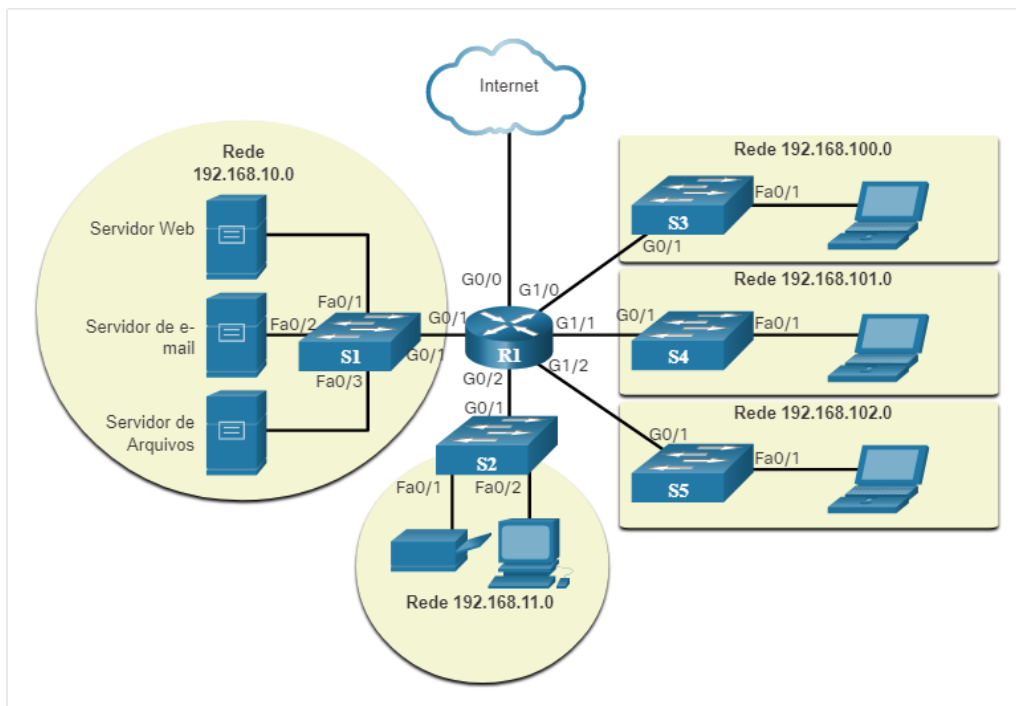 Internet
Rede
192.168.10.0
Servidor Web
Fa0/1
Servidor de e-
mail
Fa0/2
S1
G0/1
G0/1
Fa0/3
Servidor de
Arquivos
G0/0
G1/0
G1/1
R1
G1/2
G0/2
G0/1
S2
Fa0/1
Fa0/2
Rede 192.168.11.0
Rede 192.168.100.0
Fa0/1
S3
G0/1
Rede 192.168.101.0
G0/1
Fa0/1
S4
Rede 192.168.102.0
G0/1
Fa0/1
S5